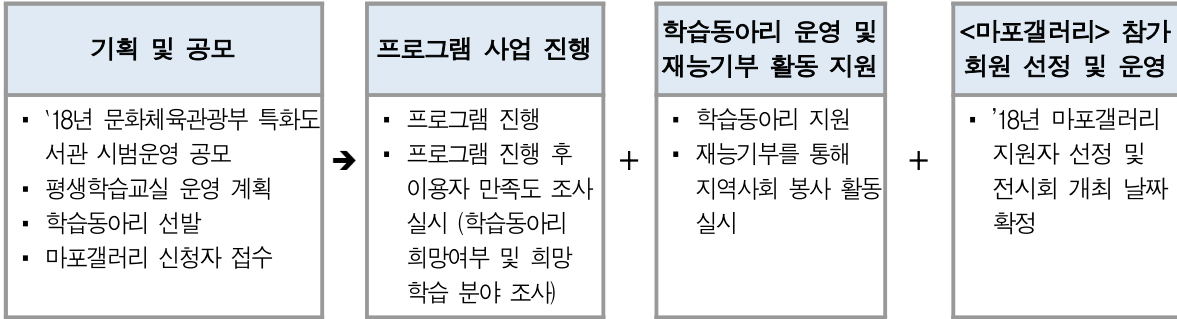 기획 및 공모
▪ '18년 문화체육관광부 특화도
서관 시범운영 공모
▪ 평생학습교실 운영 계획
▪ 학습동아리 선발
▪ 마포갤러리 신청자 접수
➔
프로그램 사업 진행
▪ 프로그램 진행
▪ 프로그램 진행 후
이용자 만족도 조사
실시 (학습동아리
희망여부 및 희망
학습 분야 조사)
+
학습동아리 운영 및
재능기부 활동 지원
▪ 학습동아리 지원
▪ 재능기부를 통해
지역사회 봉사 활동
실시
+
<마포갤러리> 참가
회원 선정 및 운영
▪ '18년 마포갤러리
지원자 선정 및
전시회 개최 날짜
확정